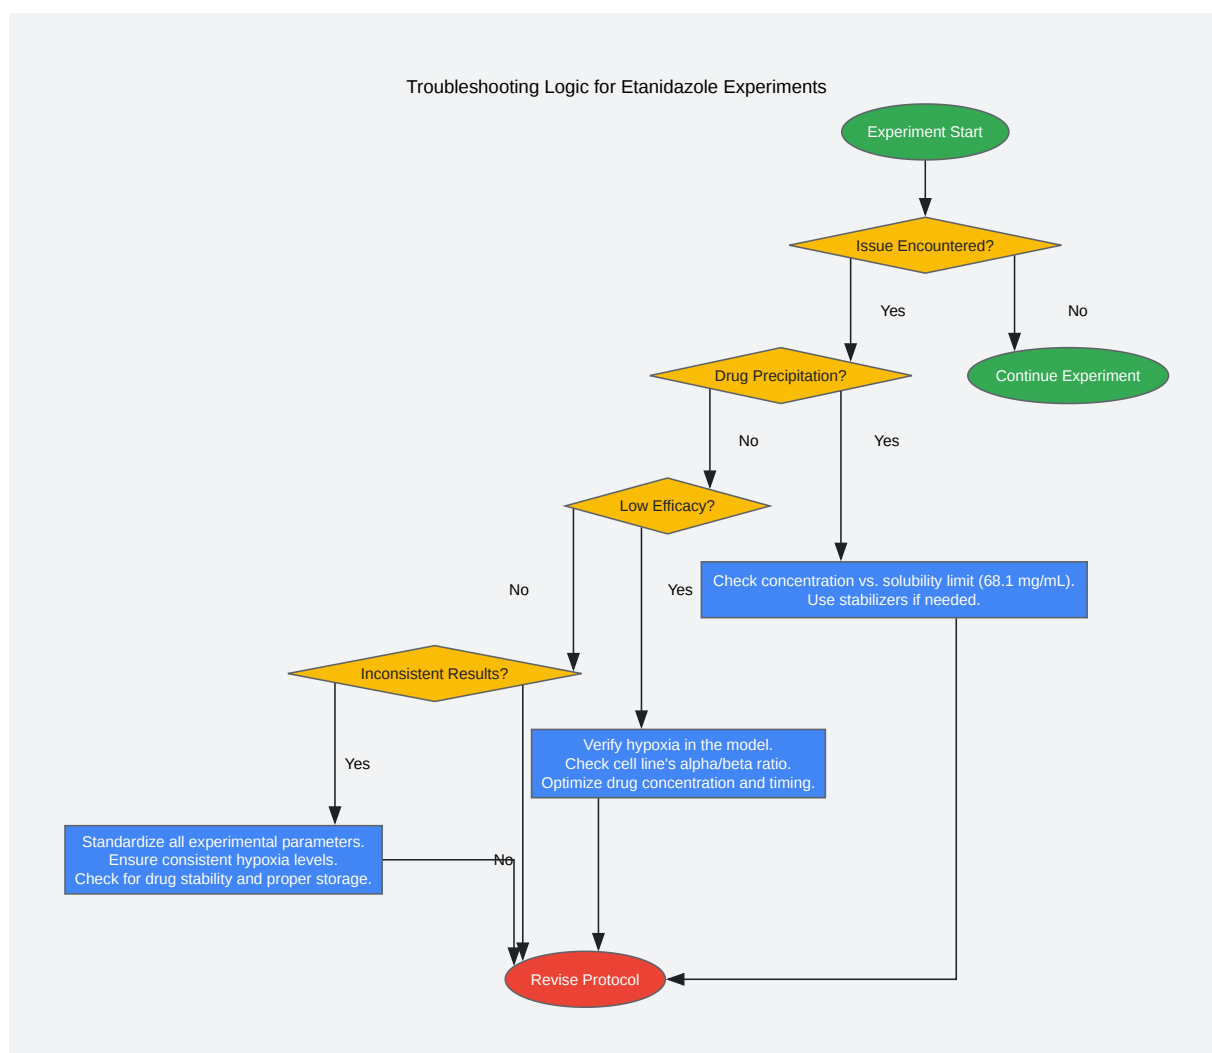 Troubleshooting Logic for Etanidazole Experiments
Experiment Start
Issue Encountered?
Yes
No
Drug Precipitation?
Continue Experiment
No
Yes
Low Efficacy?
No
Yes
Check concentration vs. solubility limit (68.1 mg/mL).
Use stabilizers if needed.
Inconsistent Results?
Verify hypoxia in the model.
Check cell line's alpha/beta ratio.
Optimize drug concentration and timing.
Yes
Standardize all experimental parameters.
Ensure consistent hypoxia levels.
Check for drug stability and proper storage.
No
Revise Protocol